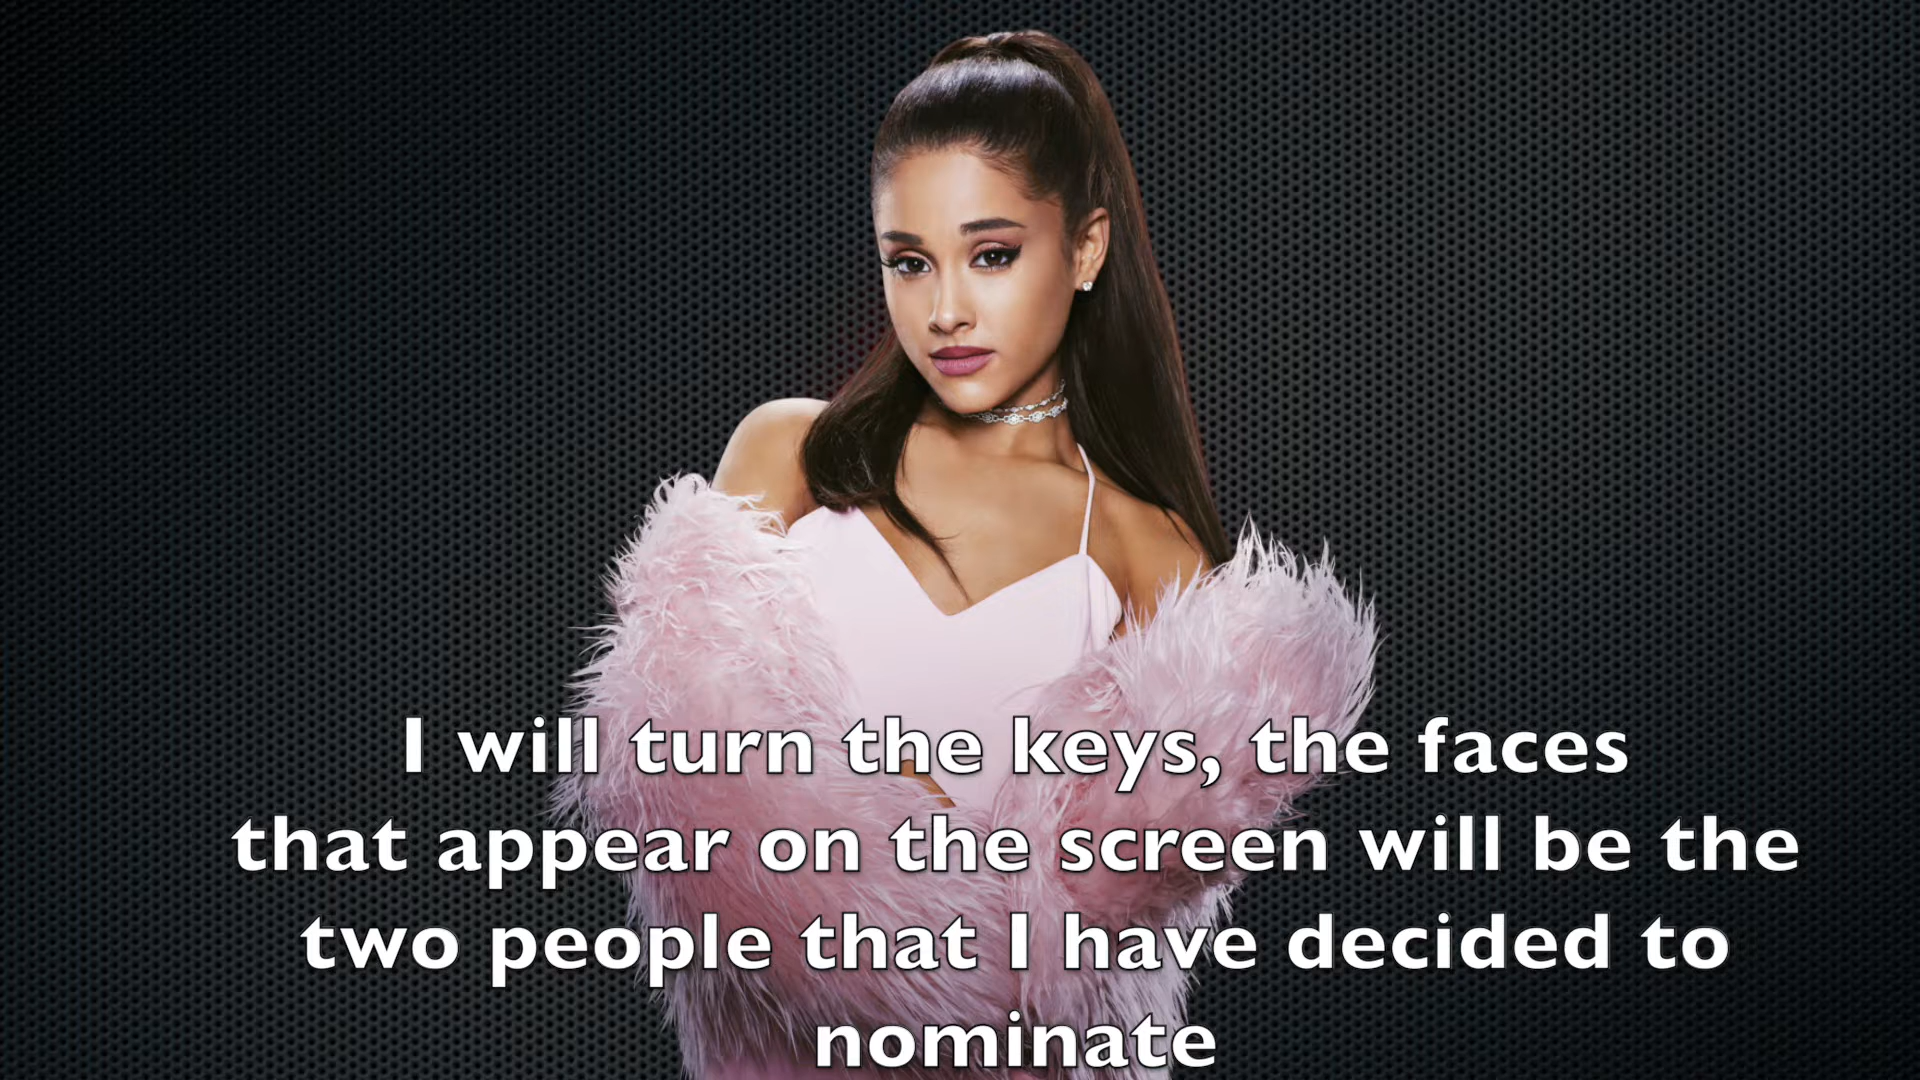 I will turn the keys, the faces
that appear on the screen will be the
two people that I have decided to
nominate